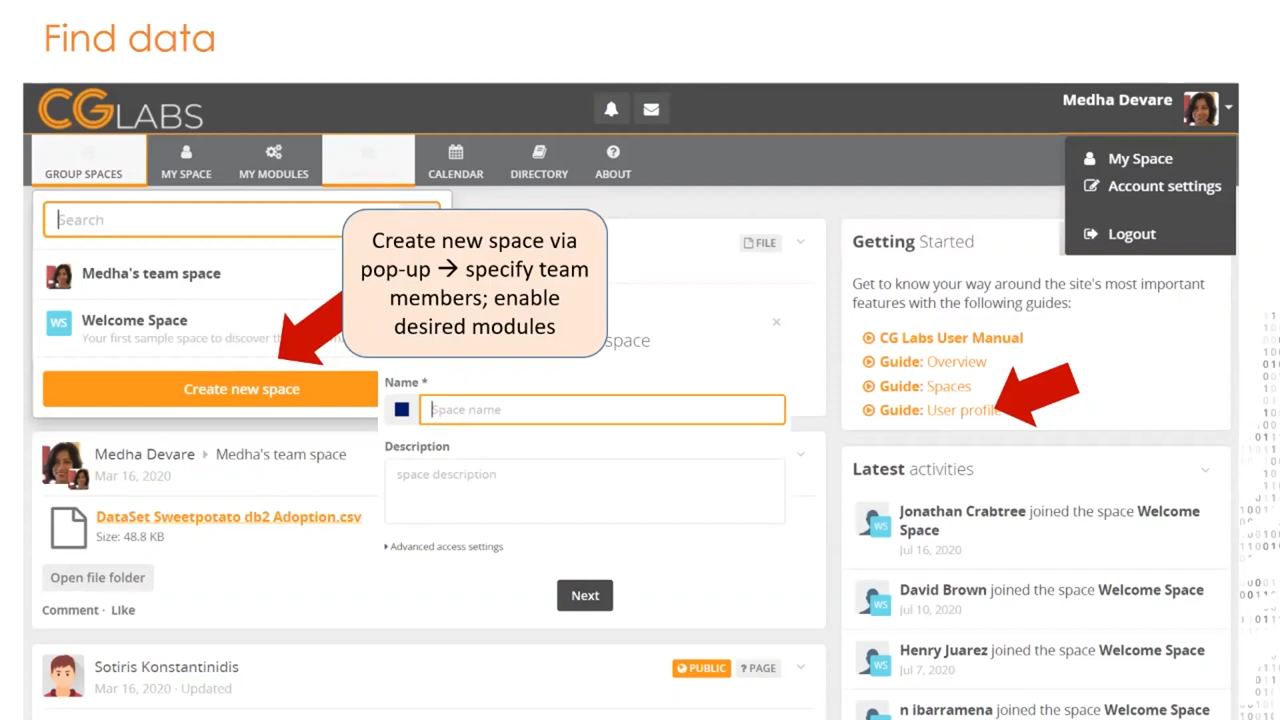 Find data
CGLABS
Medha Devare
GROUP SPACES
MY SPACE
MY MODULES
CALENDAR
DIRECTORY
ABOUT
My Space
Account settings
Logout
Search
Medha's team space
WS
Welcome Space
Your first sample space to discover
Create new space
Create new space via
pop-up → specify team
members; enable
desired modules
FILE
space
Name *
Space name
Description
space description
Advanced access settings
Next
Medha Devare Medha's team space
Mar 16, 2020
DataSet Sweetpotato db2 Adoption.csv
Size: 48.8 KB
Open file folder
Comment · Like
Sotiris Konstantinidis
Mar 16, 2020 · Updated
PUBLIC
? PAGE
Getting Started
Get to know your way around the site's most important
features with the following guides:
CG Labs User Manual
Guide: Overview
Guide: Spaces
Guide: User profile
Latest activities
WS
Jonathan Crabtree joined the space Welcome
Space
Jul 16, 2020
WS
David Brown joined the space Welcome Space
Jul 10, 2020
WS
Henry Juarez joined the space Welcome Space
Jul 7, 2020
WS
n ibarramena joined the space Welcome Space